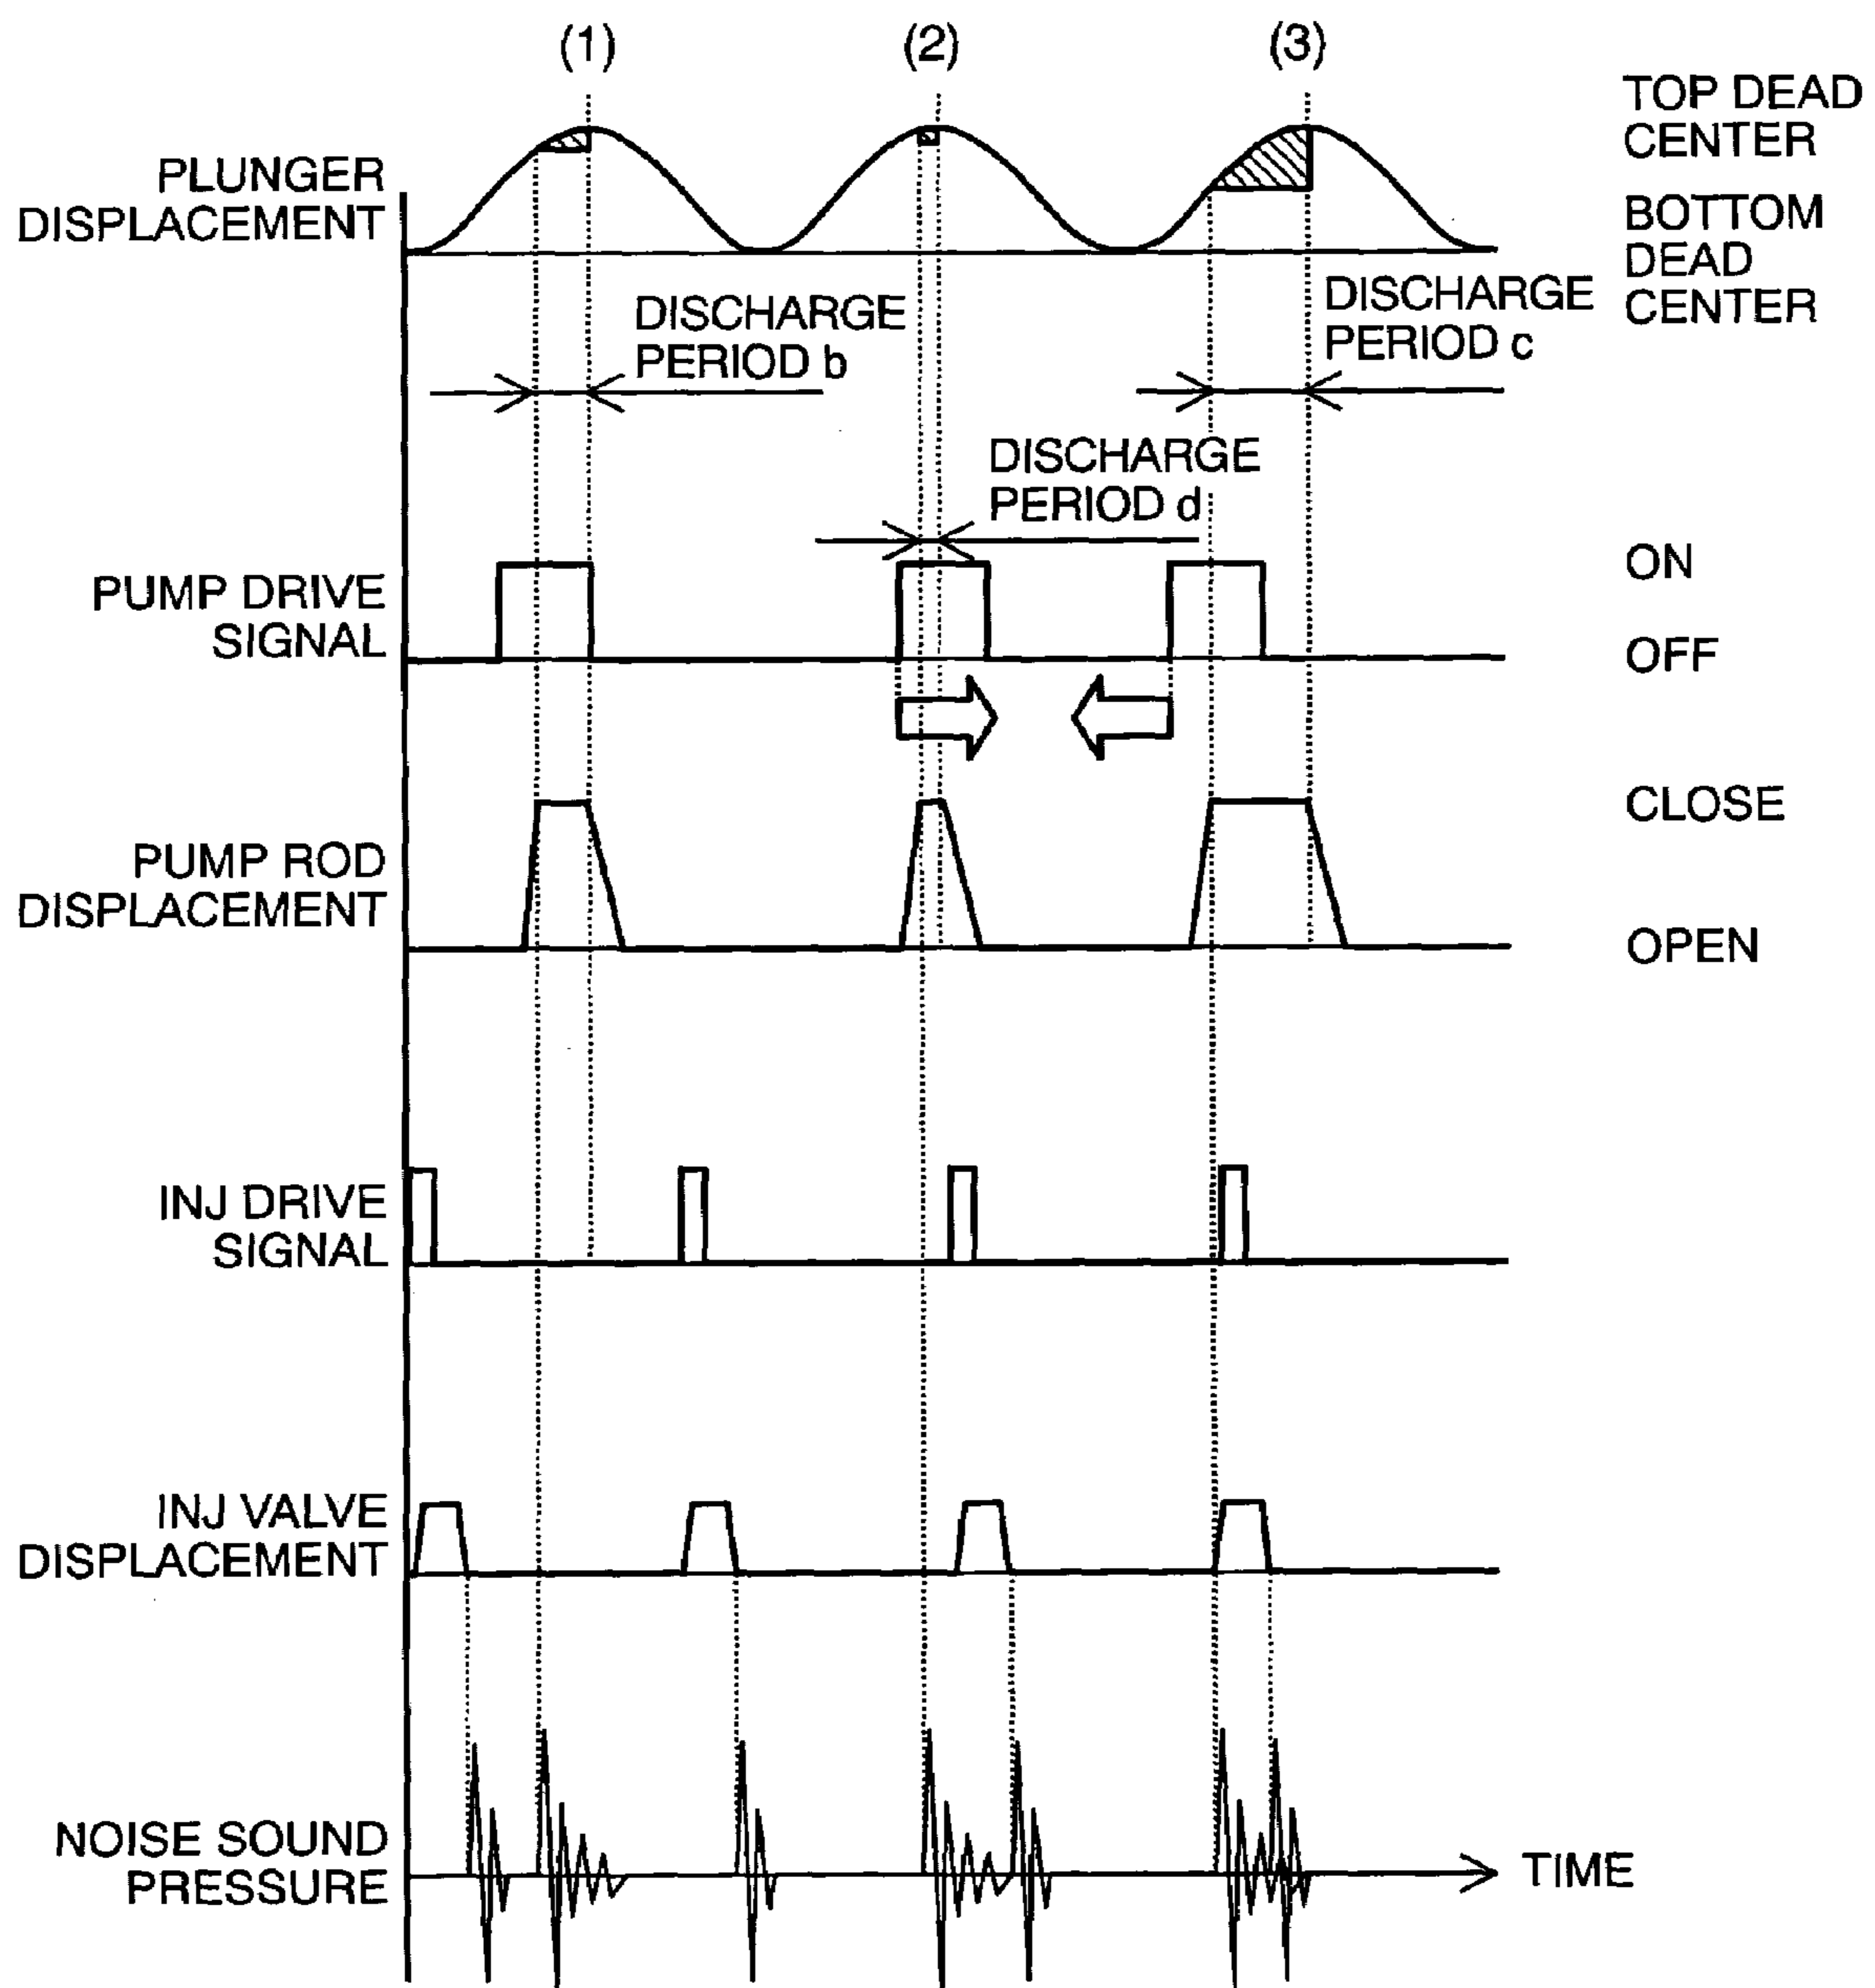 (1)
(2)
(3)
TOP DEAD
CENTER
PLUNGER
DISPLACEMENT
BOTTOM
DEAD
CENTER
DISCHARGE
PERIOD b
DISCHARGE
PERIOD c
DISCHARGE
PERIOD d
PUMP DRIVE
SIGNAL
ON
OFF
PUMP ROD
DISPLACEMENT
CLOSE
OPEN
INJ DRIVE
SIGNAL
INJ VALVE
DISPLACEMENT
NOISE SOUND
PRESSURE
TIME